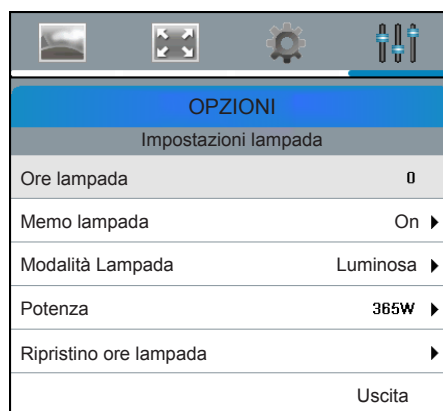 OPZIONI
Impostazioni lampada
Ore lampada 0
Memo lampada On
Modalità Lampada Luminosa
Potenza 365W
Ripristino ore lampada
Uscita